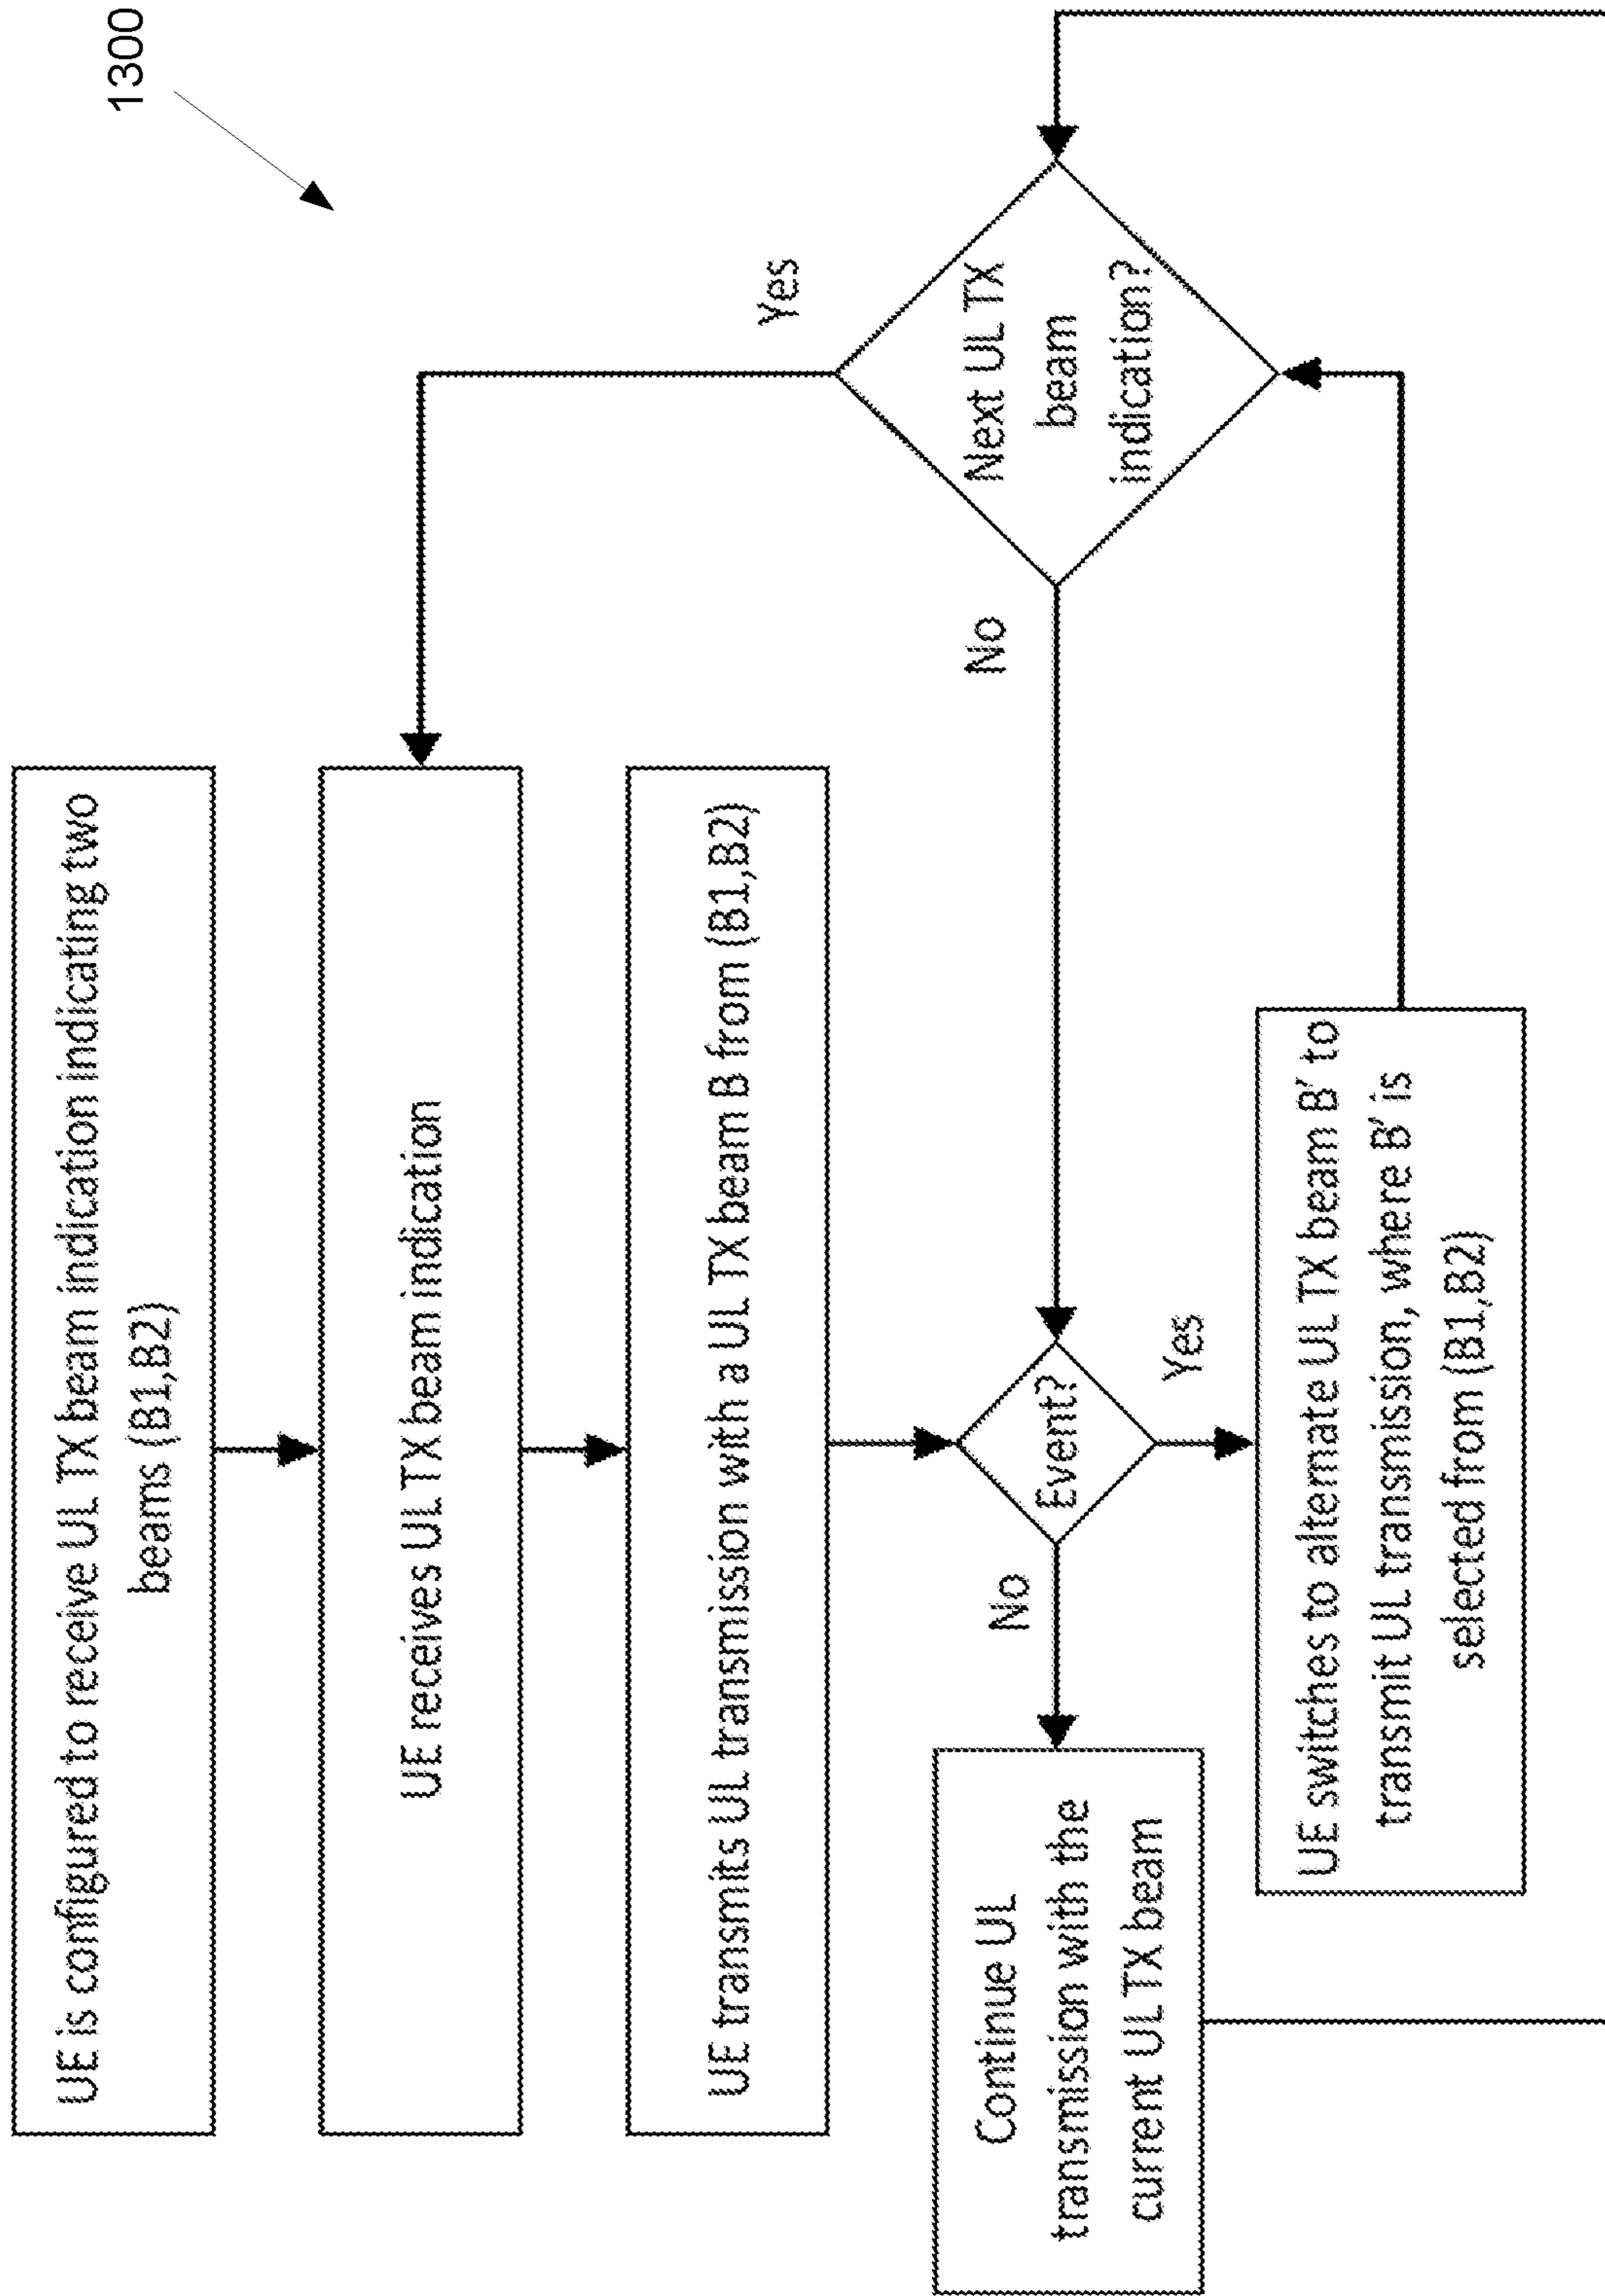 1300
UE is configured to receive UL TX beam indication indicating two
beams (B1,B2)
UE receives UL TX beam indication
UE transmits UL transmission with a UL TX beam B from (B1,B2)
Event?
No
Yes
Continue UL
transmission with the
current UL TX beam
UE switches to alternate UL TX beam B' to
transmit UL transmission, where B' is
selected from (B1,B2)
Next UL TX
beam
indication?
Yes
No